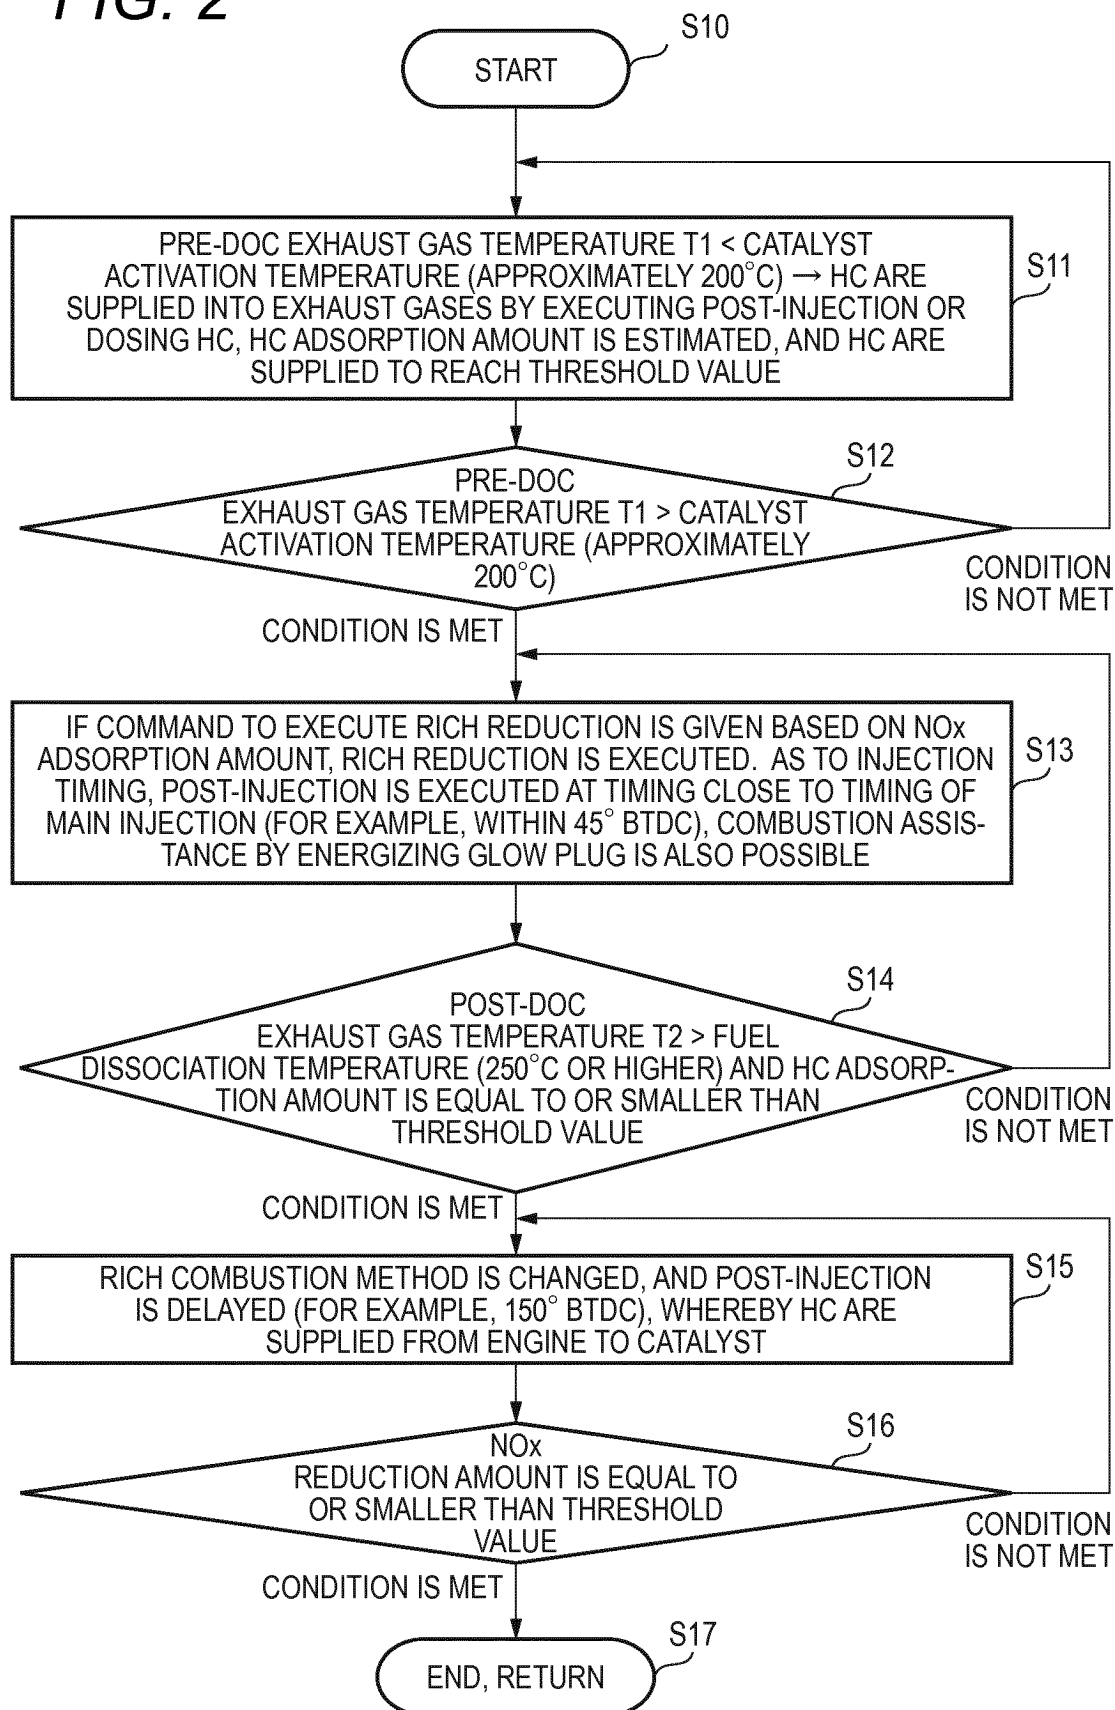 FIG. 2
S10
START
PRE-DOC EXHAUST GAS TEMPERATURE T1 < CATALYST
ACTIVATION TEMPERATURE (APPROXIMATELY 200°C) → HC ARE
SUPPLIED INTO EXHAUST GASES BY EXECUTING POST-INJECTION OR
DOSING HC, HC ADSORPTION AMOUNT IS ESTIMATED, AND HC ARE
SUPPLIED TO REACH THRESHOLD VALUE
S11
S12
PRE-DOC
EXHAUST GAS TEMPERATURE T1 > CATALYST
ACTIVATION TEMPERATURE (APPROXIMATELY
200°C)
CONDITION
IS NOT MET
CONDITION IS MET
IF COMMAND TO EXECUTE RICH REDUCTION IS GIVEN BASED ON NOx
ADSORPTION AMOUNT, RICH REDUCTION IS EXECUTED. AS TO INJECTION
TIMING, POST-INJECTION IS EXECUTED AT TIMING CLOSE TO TIMING OF
MAIN INJECTION (FOR EXAMPLE, WITHIN 45° BTDC), COMBUSTION ASSIS-
TANCE BY ENERGIZING GLOW PLUG IS ALSO POSSIBLE
S13
S14
POST-DOC
EXHAUST GAS TEMPERATURE T2 > FUEL
DISSOCIATION TEMPERATURE (250°C OR HIGHER) AND HC ADSORP-
TION AMOUNT IS EQUAL TO OR SMALLER THAN
THRESHOLD VALUE
CONDITION
IS NOT MET
CONDITION IS MET
RICH COMBUSTION METHOD IS CHANGED, AND POST-INJECTION
IS DELAYED (FOR EXAMPLE, 150° BTDC), WHEREBY HC ARE
SUPPLIED FROM ENGINE TO CATALYST
S15
S16
NOx
REDUCTION AMOUNT IS EQUAL TO
OR SMALLER THAN THRESHOLD
VALUE
CONDITION
IS NOT MET
CONDITION IS MET
S17
END, RETURN